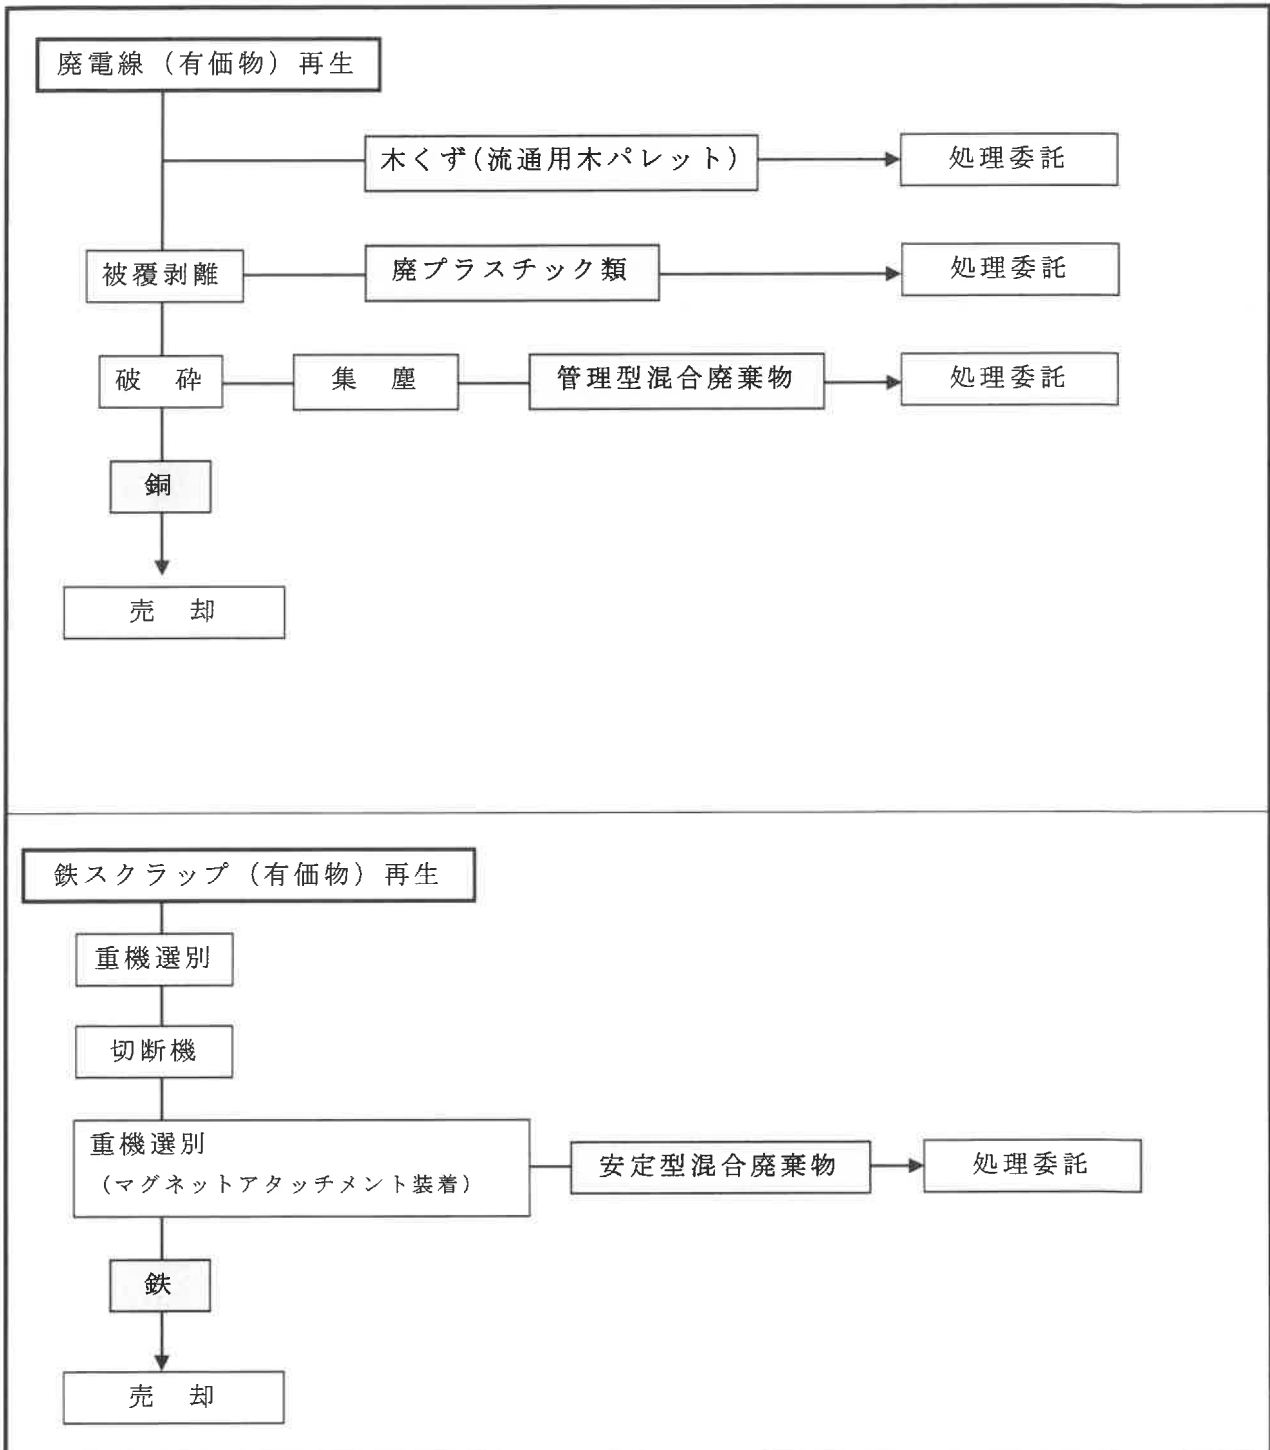 廃電線（有価物）再生
木くず(流通用木パレット)
処理委託
被覆剥離
廃プラスチック類
処理委託
破　砕
集　塵
管理型混合廃棄物
処理委託
銅
売　却
鉄スクラップ（有価物）再生
重機選別
切断機
重機選別
（マグネットアタッチメント装着）
安定型混合廃棄物
処理委託
鉄
売　却